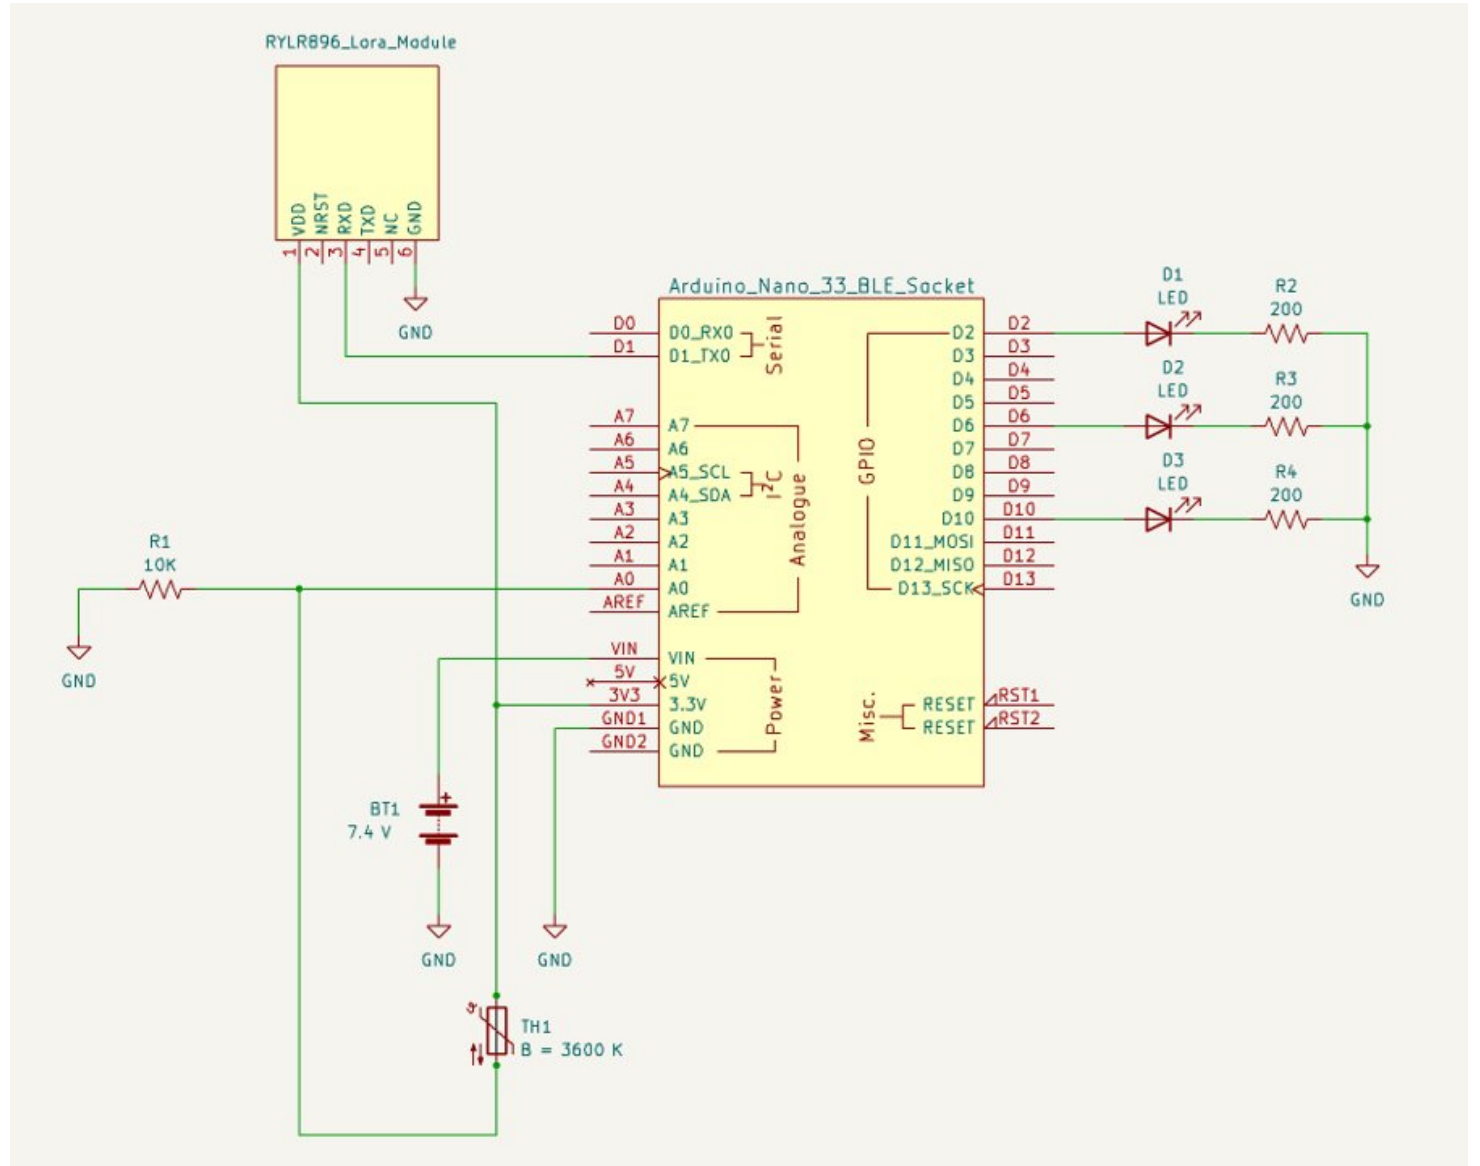 RYLR896_Lora_Module
VDD
NRST
RXD
TXD
NC
GND
1
2
3
4
5
6
GND
Arduino_Nano_33_BLE_Socket
D0
D1
D0_RX0
D1_TX0
Serial
A7
A6
A5
A4
A3
A2
A1
A0
AREF
A7
A6
A5_SCL
A4_SDA
A3
A2
A1
A0
AREF
I²C
Analogue
VIN
5V
3V3
GND1
GND2
VIN
5V
3.3V
GND
GND
Power
GPIO
D2
D3
D4
D5
D6
D7
D8
D9
D10
D11_MOSI
D12_MISO
D13_SCK
D2
D3
D4
D5
D6
D7
D8
D9
D10
D11
D12
D13
Misc.
RESET
RESET
RST1
RST2
D1
LED
R2
200
D2
LED
R3
200
D3
LED
R4
200
GND
R1
10K
GND
+
BT1
7.4 V
GND
GND
TH1
B = 3600 K